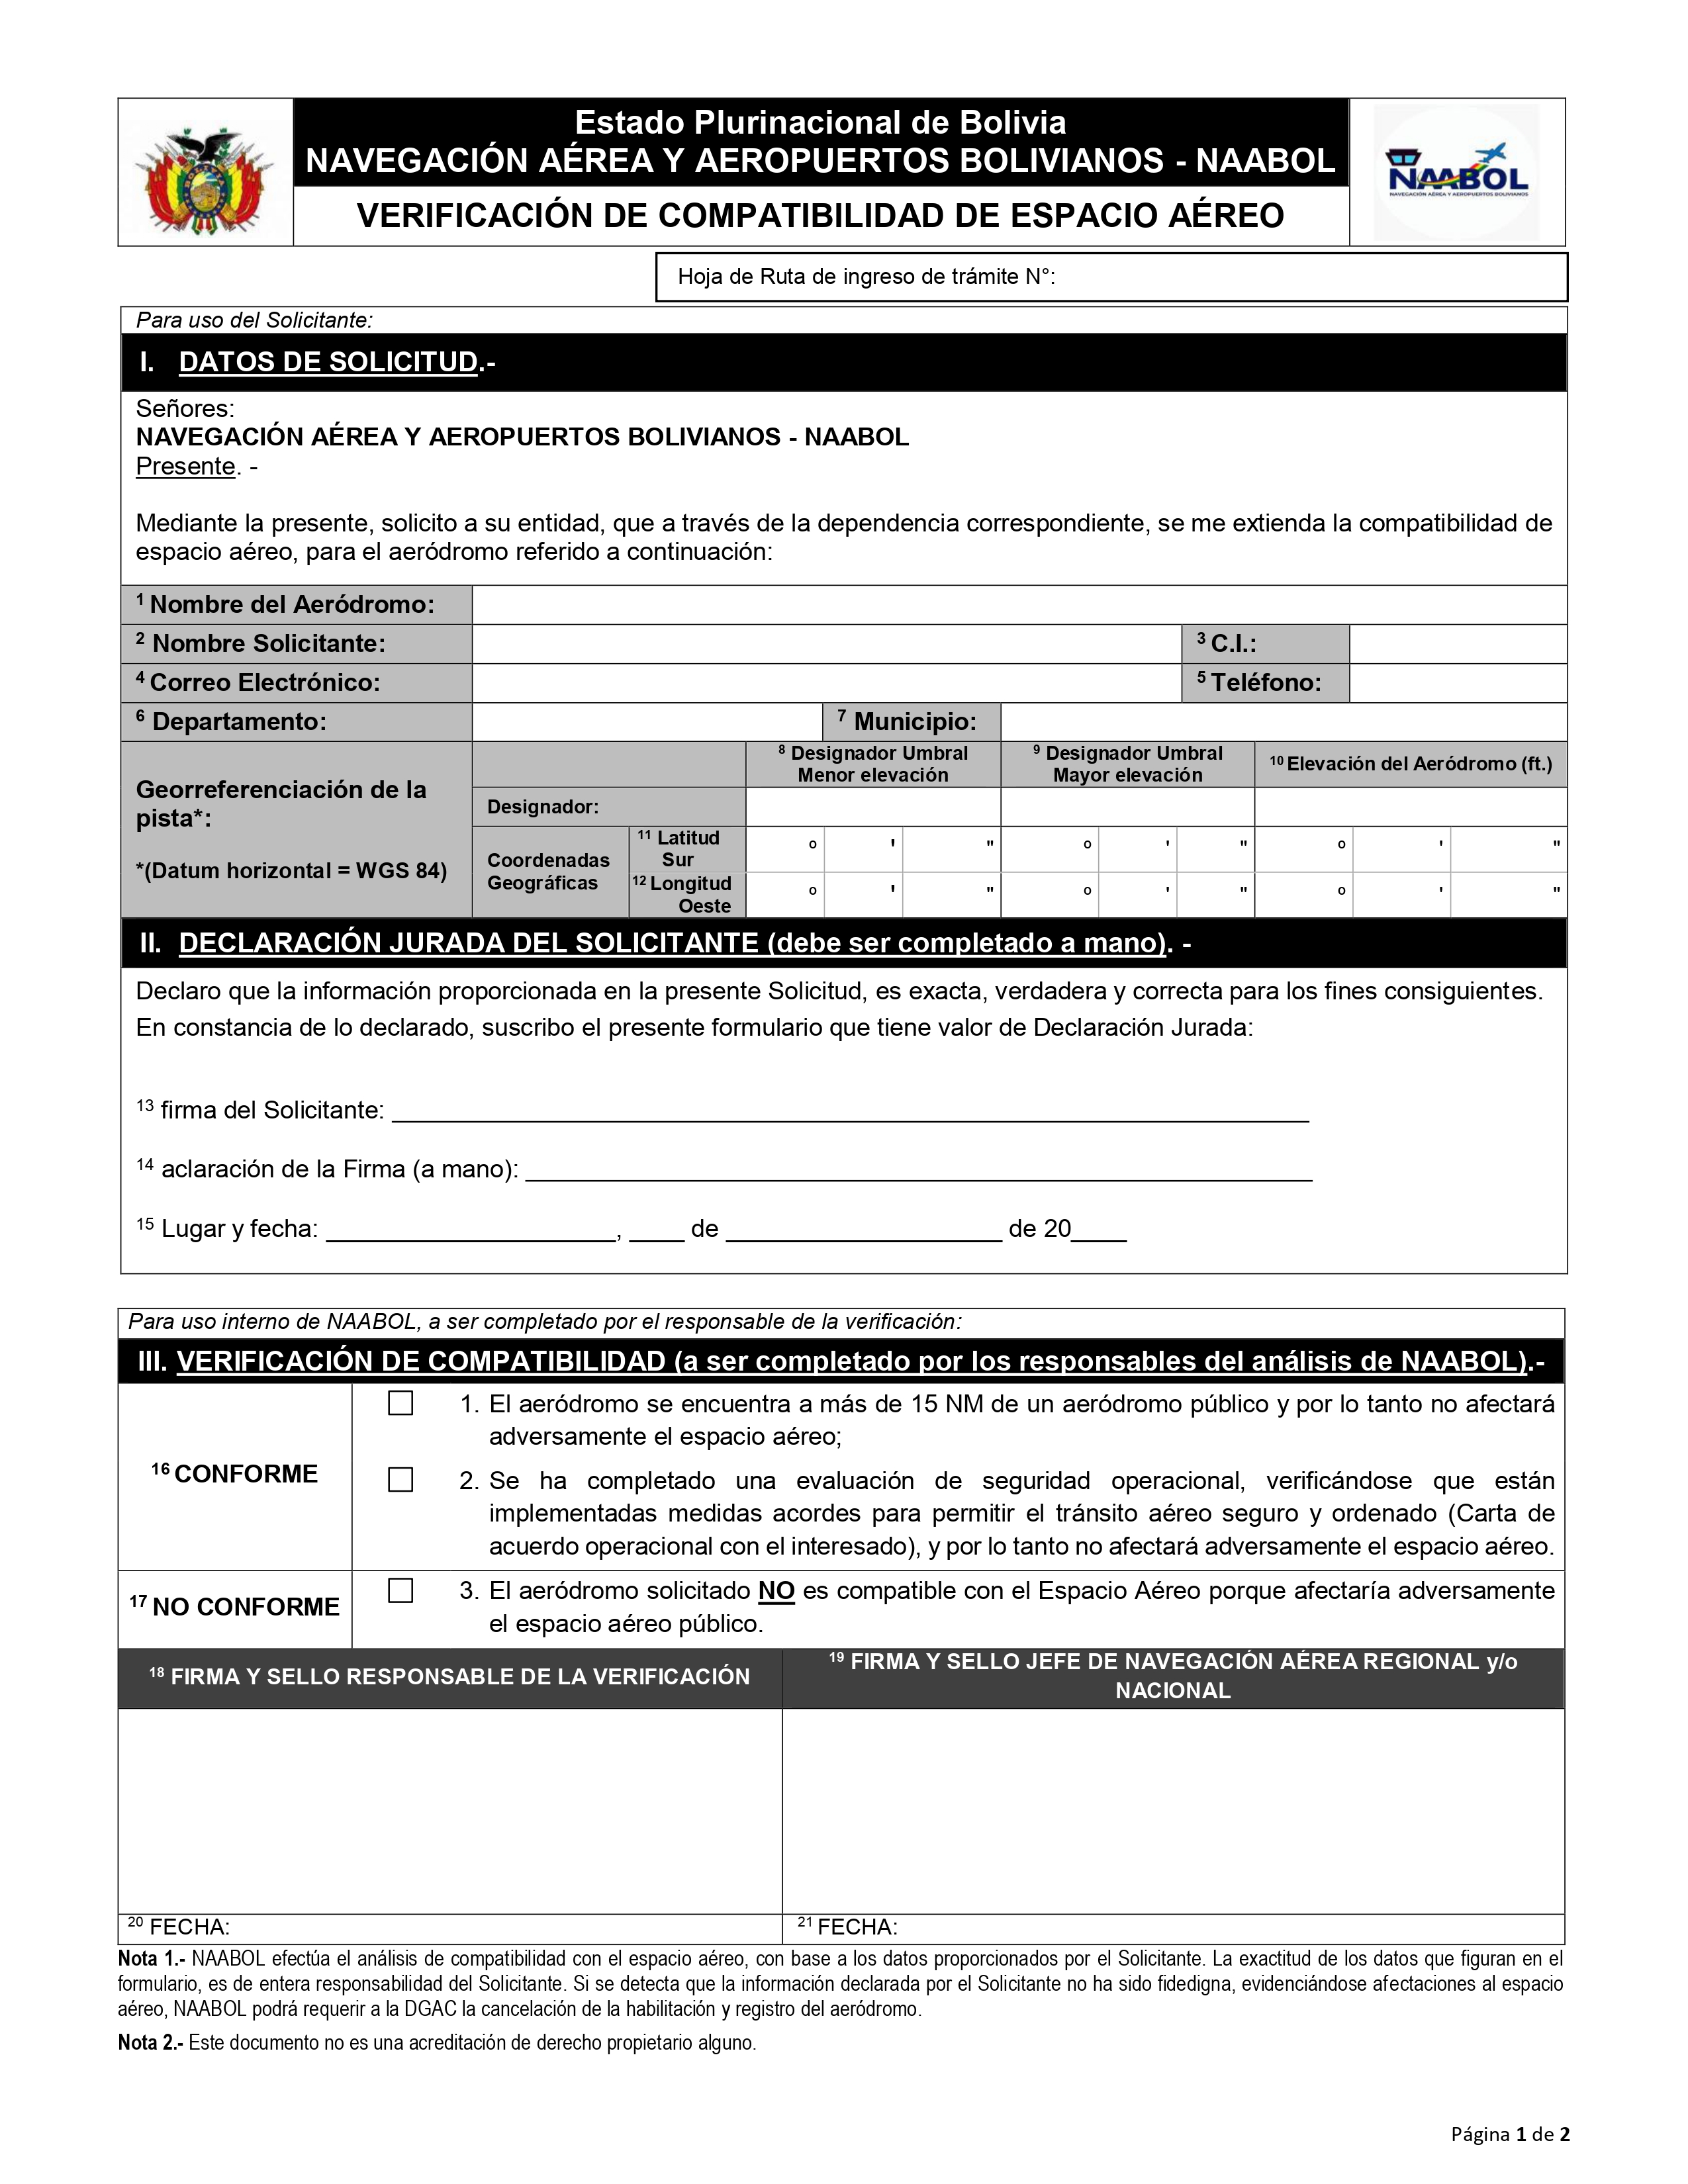 Estado Plurinacional de Bolivia
NAVEGACIÓN AÉREA Y AEROPUERTOS BOLIVIANOS - NAABOL
VERIFICACIÓN DE COMPATIBILIDAD DE ESPACIO AÉREO
NAABOL
NAVEGACIÓN AÉREA Y AEROPUERTOS BOLIVIANOS
Hoja de Ruta de ingreso de trámite N°:
Para uso del Solicitante:
I. DATOS DE SOLICITUD.-
Señores:
NAVEGACIÓN AÉREA Y AEROPUERTOS BOLIVIANOS - NAABOL
Presente. -
Mediante la presente, solicito a su entidad, que a través de la dependencia correspondiente, se me extienda la compatibilidad de
espacio aéreo, para el aeródromo referido a continuación:
1 Nombre del Aeródromo:
2 Nombre Solicitante:
3 C.I.:
4 Correo Electrónico:
5 Teléfono:
6 Departamento:
7 Municipio:
Georreferenciación de la
pista*:
*(Datum horizontal = WGS 84)
8 Designador Umbral
Menor elevación
9 Designador Umbral
Mayor elevación
10 Elevación del Aeródromo (ft.)
Designador:
Coordenadas
Geográficas
11 Latitud
Sur
º ' " º ' " º ' "
12 Longitud
Oeste
º ' " º ' " º ' "
II. DECLARACIÓN JURADA DEL SOLICITANTE (debe ser completado a mano). -
Declaro que la información proporcionada en la presente Solicitud, es exacta, verdadera y correcta para los fines consiguientes.
En constancia de lo declarado, suscribo el presente formulario que tiene valor de Declaración Jurada:
13 firma del Solicitante: ____
14 aclaración de la Firma (a mano): ____
15 Lugar y fecha: ____, ____ de ____ de 20____
Para uso interno de NAABOL, a ser completado por el responsable de la verificación:
III. VERIFICACIÓN DE COMPATIBILIDAD (a ser completado por los responsables del análisis de NAABOL).-
16 CONFORME
1. El aeródromo se encuentra a más de 15 NM de un aeródromo público y por lo tanto no afectará
adversamente el espacio aéreo;
2. Se ha completado una evaluación de seguridad operacional, verificándose que están
implementadas medidas acordes para permitir el tránsito aéreo seguro y ordenado (Carta de
acuerdo operacional con el interesado), y por lo tanto no afectará adversamente el espacio aéreo.
17 NO CONFORME
3. El aeródromo solicitado NO es compatible con el Espacio Aéreo porque afectaría adversamente
el espacio aéreo público.
18 FIRMA Y SELLO RESPONSABLE DE LA VERIFICACIÓN
19 FIRMA Y SELLO JEFE DE NAVEGACIÓN AÉREA REGIONAL y/o
NACIONAL
20 FECHA:
21 FECHA:
Nota 1.- NAABOL efectúa el análisis de compatibilidad con el espacio aéreo, con base a los datos proporcionados por el Solicitante. La exactitud de los datos que figuran en el
formulario, es de entera responsabilidad del Solicitante. Si se detecta que la información declarada por el Solicitante no ha sido fidedigna, evidenciándose afectaciones al espacio
aéreo, NAABOL podrá requerir a la DGAC la cancelación de la habilitación y registro del aeródromo.
Nota 2.- Este documento no es una acreditación de derecho propietario alguno.
Página 1 de 2